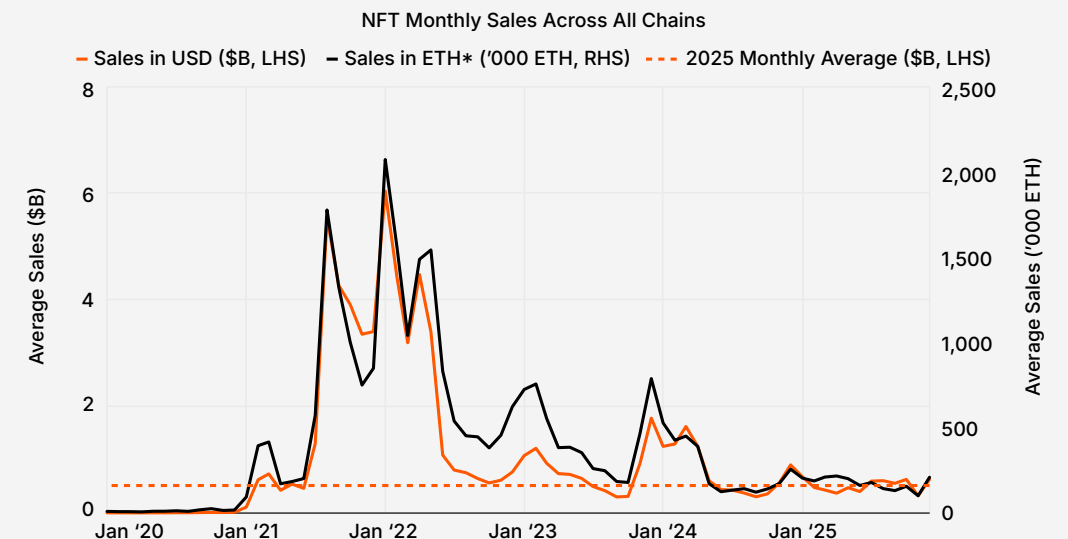 NFT Monthly Sales Across All Chains
Sales in USD ($B, LHS) Sales in ETH* (’000 ETH, RHS) 2025 Monthly Average ($B, LHS)
8 2,500
2,000
6
1,500
4
1,000
2
500
0 0
Average Sales ($B)
Average Sales (’000 ETH)
Jan ’20 Jan ’21 Jan ’22 Jan ’23 Jan ’24 Jan ’25